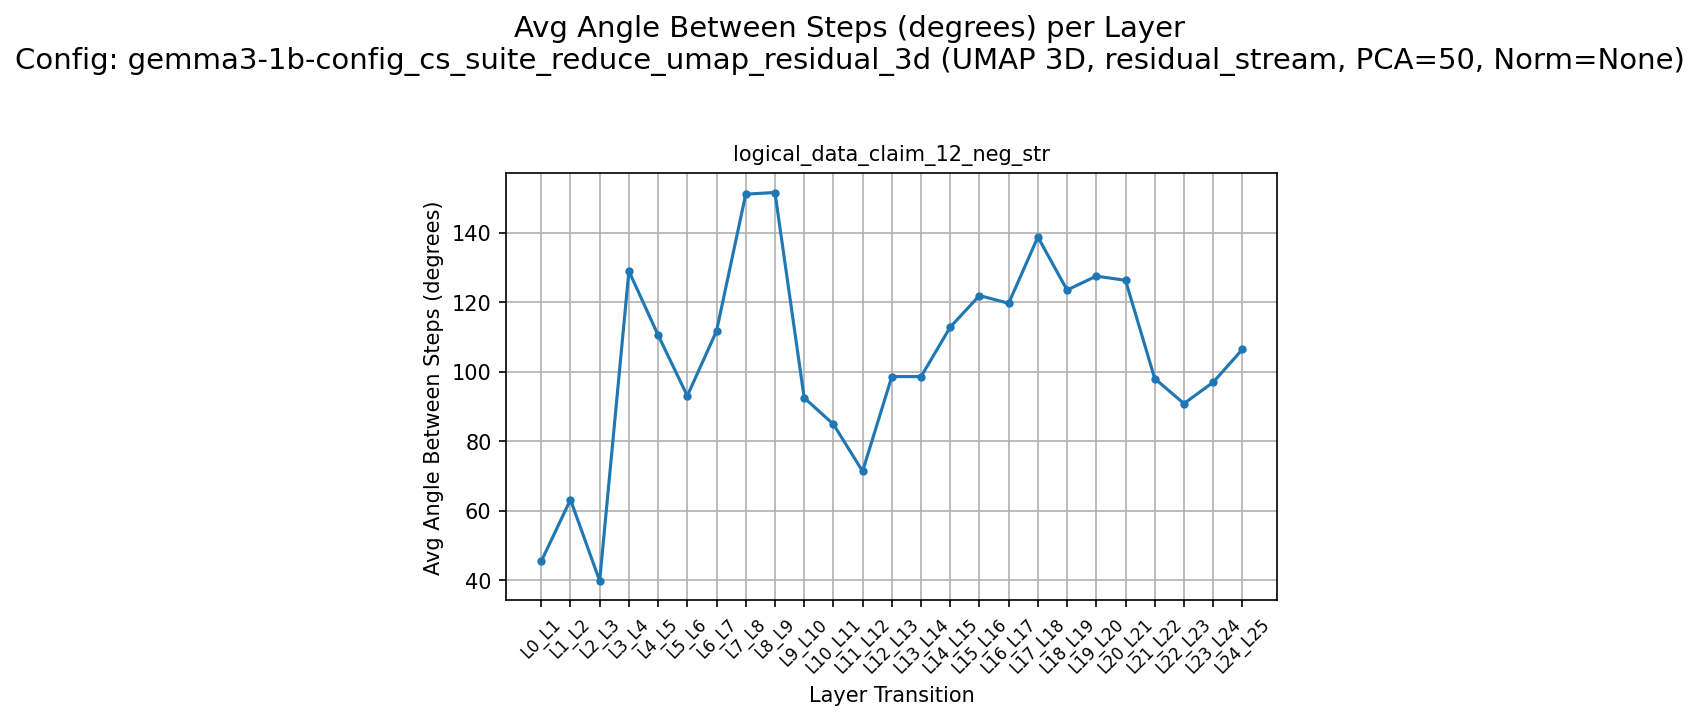 Avg Angle Between Steps (degrees) per Layer
Config: gemma3-1b-config_cs_suite_reduce_umap_residual_3d (UMAP 3D, residual_stream, PCA=50, Norm=None)
logical_data_claim_12_neg_str
Avg Angle Between Steps (degrees)
140
120
100
80
60
40
L0_L1
L1_L2
L2_L3
L3_L4
L4_L5
L5_L6
L6_L7
L7_L8
L8_L9
L9_L10
L10_L11
L11_L12
L12_L13
L13_L14
L14_L15
L15_L16
L16_L17
L17_L18
L18_L19
L19_L20
L20_L21
L21_L22
L22_L23
L23_L24
L24_L25
Layer Transition